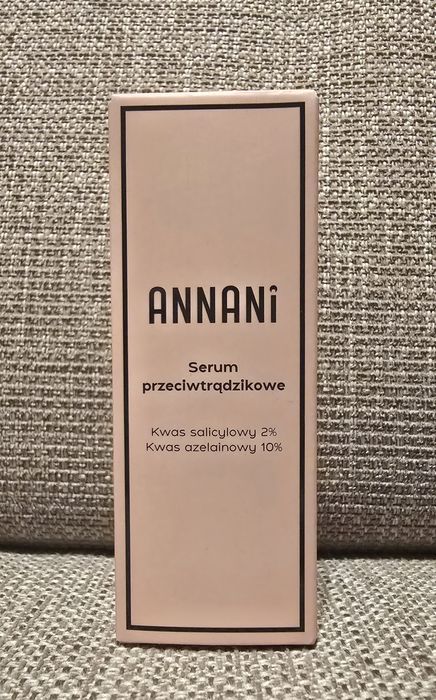 ANNANi
Serum
przeciwtrądzikowe
Kwas salicylowy 2%
Kwas azelainowy 10%